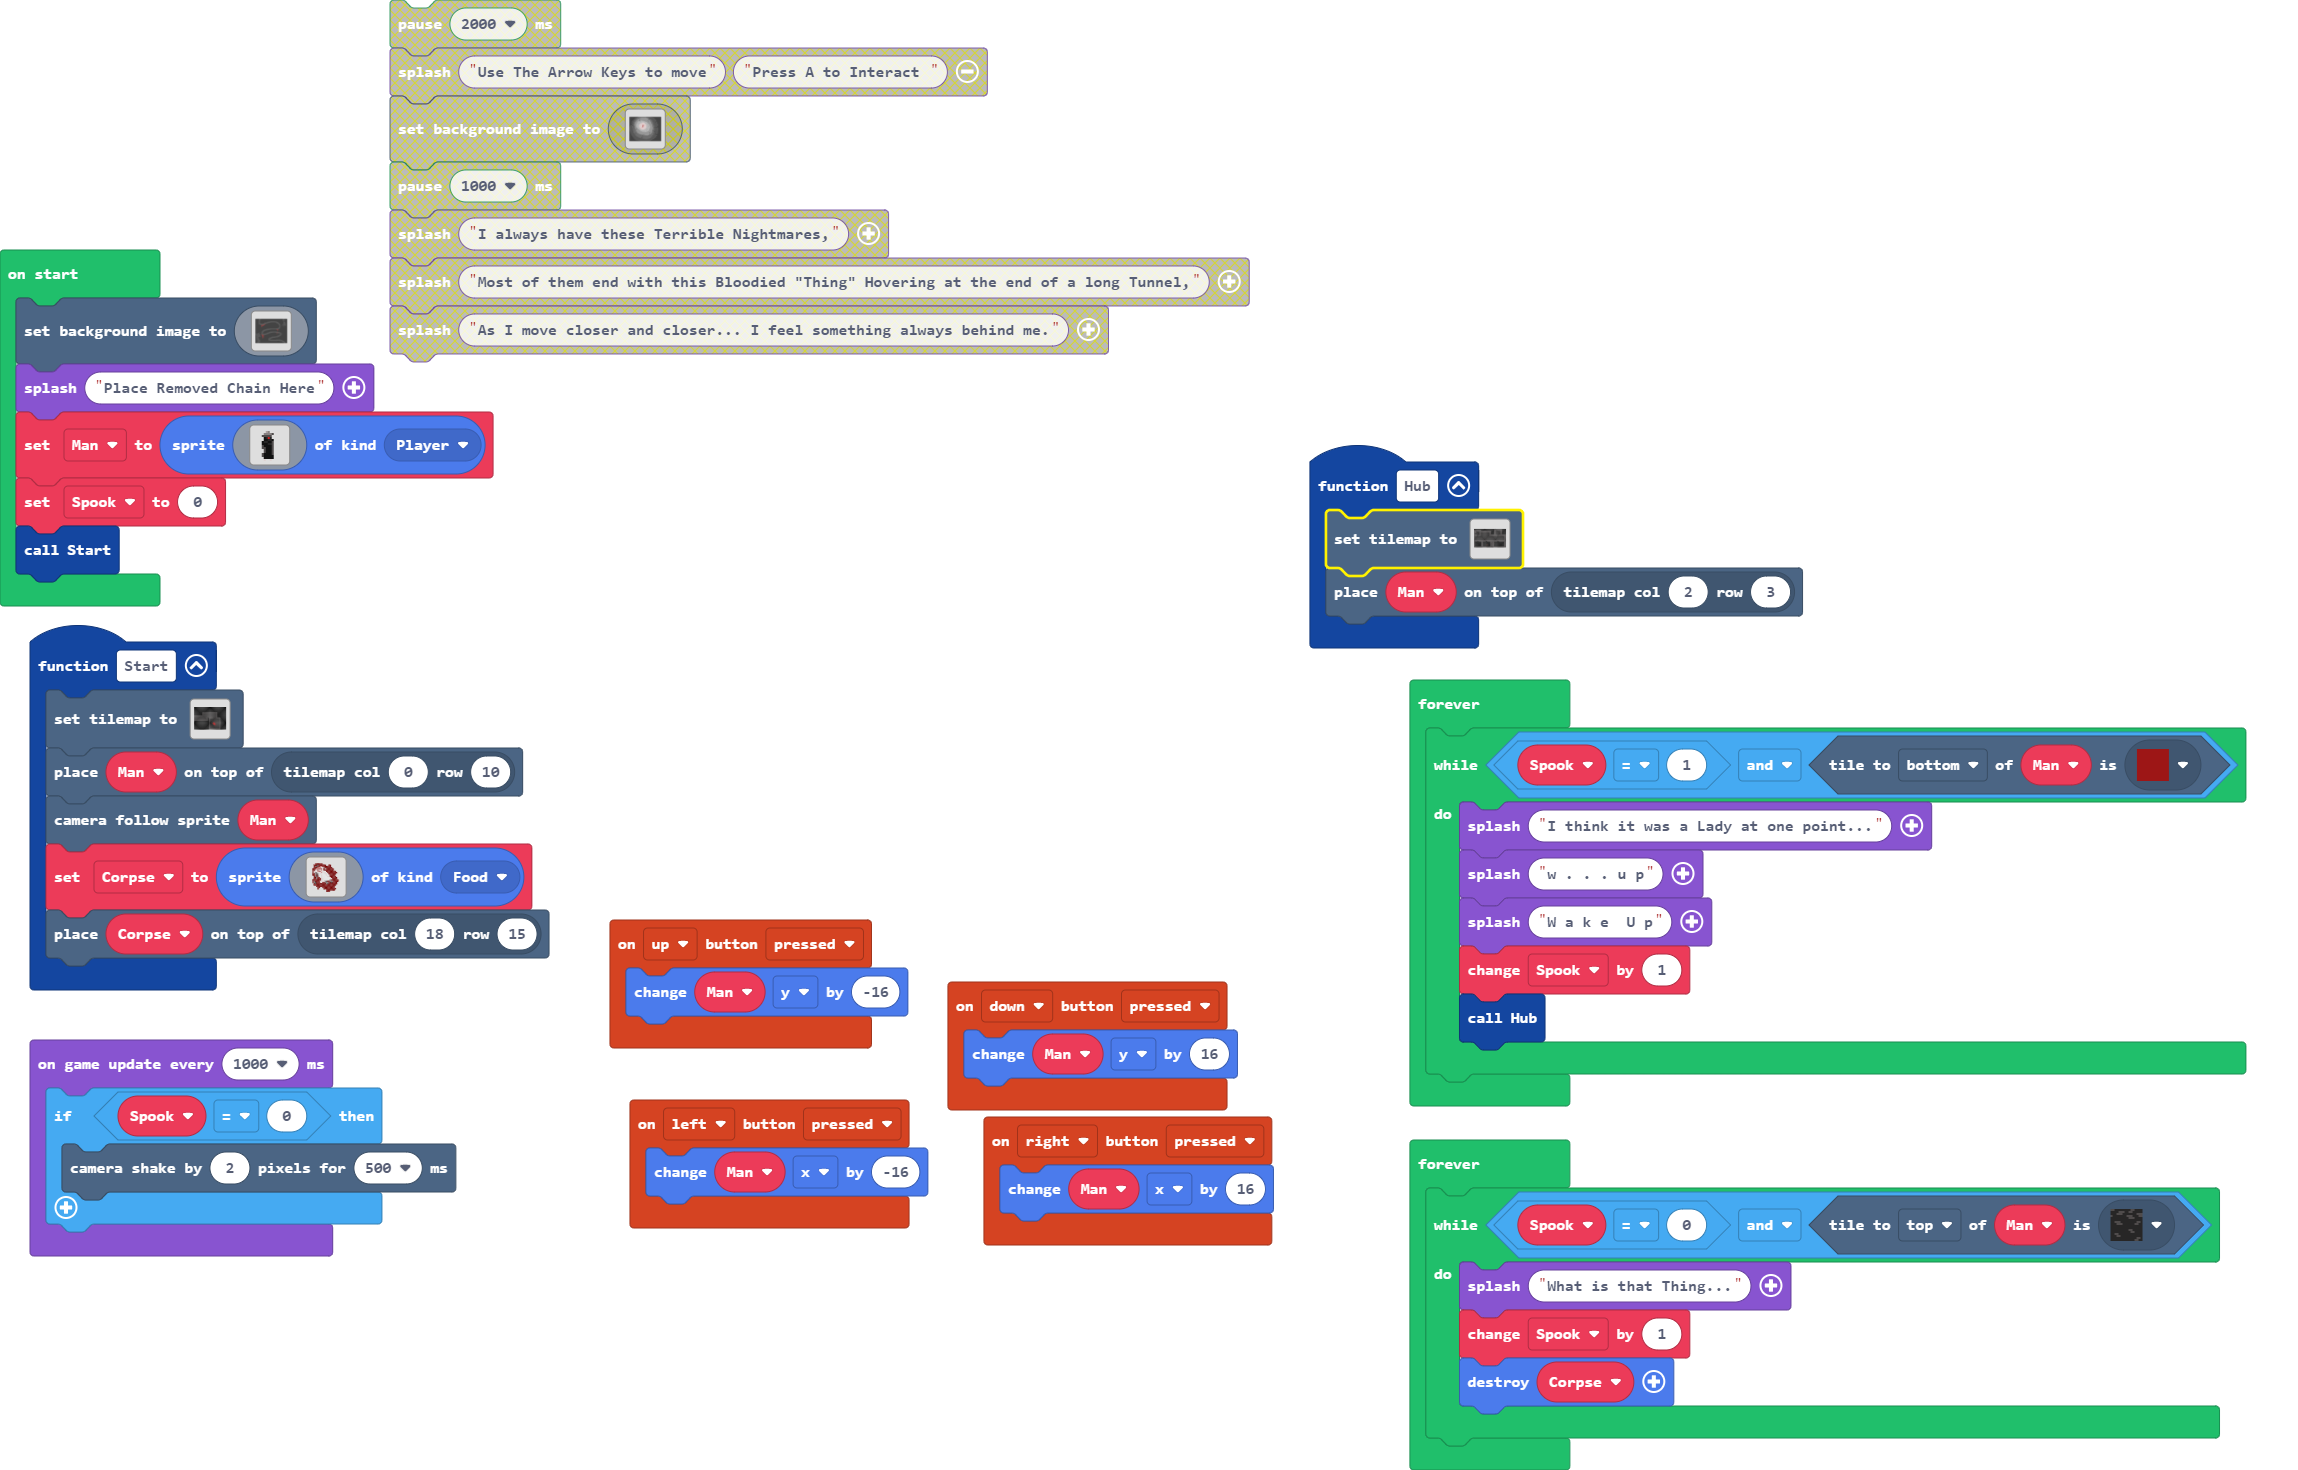 pause 2000 ms
splash "Use The Arrow Keys to move" "Press A to Interact "
set background image to
pause 1000 ms
splash "I always have these Terrible Nightmares,"
splash "Most of them end with this Bloodied "Thing" Hovering at the end of a long Tunnel,"
splash "As I move closer and closer... I feel something always behind me."
on start
set background image to
splash "Place Removed Chain Here"
set Man to sprite of kind Player
set Spook to 0
call Start
function Start
set tilemap to
place Man on top of tilemap col 0 row 10
camera follow sprite Man
set Corpse to sprite of kind Food
place Corpse on top of tilemap col 18 row 15
on game update every 1000 ms
if Spook = 0 then
camera shake by 2 pixels for 500 ms
on up button pressed
change Man y by -16
on left button pressed
change Man x by -16
on down button pressed
change Man y by 16
on right button pressed
change Man x by 16
function Hub
set tilemap to
place Man on top of tilemap col 2 row 3
forever
while Spook = 1 and tile to bottom of Man is
do
splash "I think it was a Lady at one point..."
splash "w . . . u p"
splash "W a k e  U p"
change Spook by 1
call Hub
forever
while Spook = 0 and tile to top of Man is
do
splash "What is that Thing..."
change Spook by 1
destroy Corpse